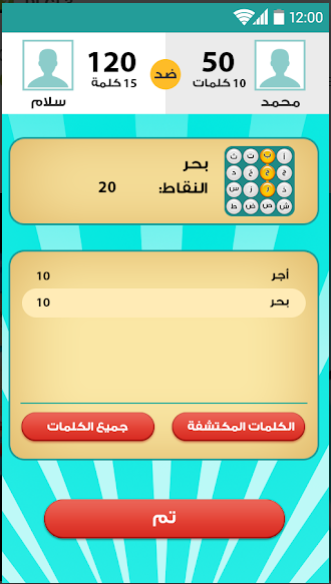 12:00
50 ضد 120
10 كلمات 15 كلمة
محمد سلام
بحر
النقاط: 20
أجر 10
بحر 10
الكلمات المكتشفة
جميع الكلمات
تم